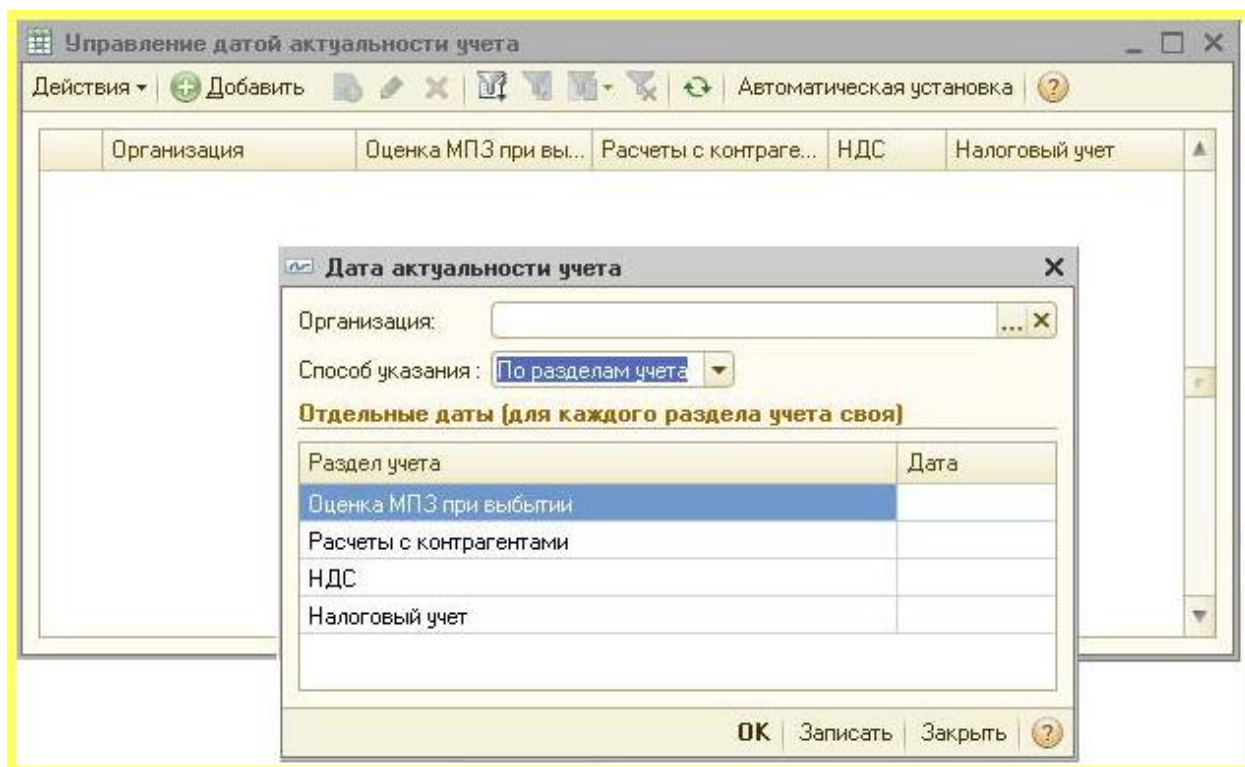 Управление датой актуальности учета
Действия Добавить Автоматическая установка ?
Организация Оценка МПЗ при вы... Расчеты с контраге... НДС Налоговый учет
Дата актуальности учета
Организация: ...
Способ указания : По разделам учета
Отдельные даты (для каждого раздела учета своя)
Раздел учета Дата
Оценка МПЗ при выбытии
Расчеты с контрагентами
НДС
Налоговый учет
ОК Записать Закрыть ?